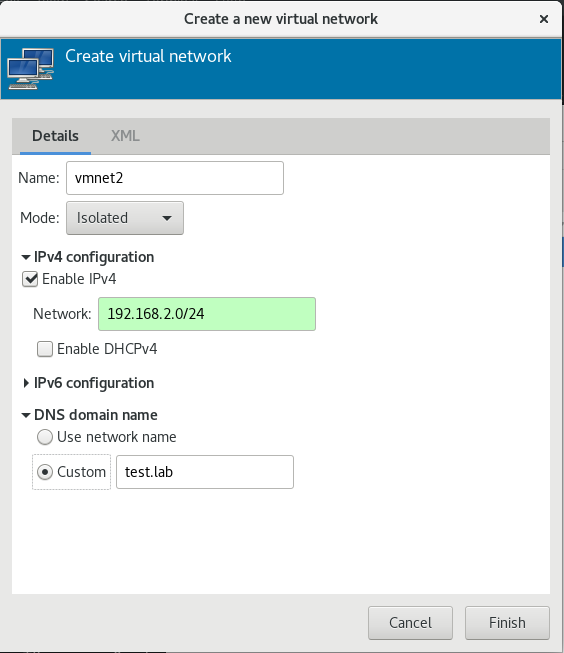 Create a new virtual network
Create virtual network
Details XML
Name: vmnet2
Mode: Isolated
IPv4 configuration
Enable IPv4
Network: 192.168.2.0/24
Enable DHCPv4
IPv6 configuration
DNS domain name
Use network name
Custom test.lab
Cancel Finish